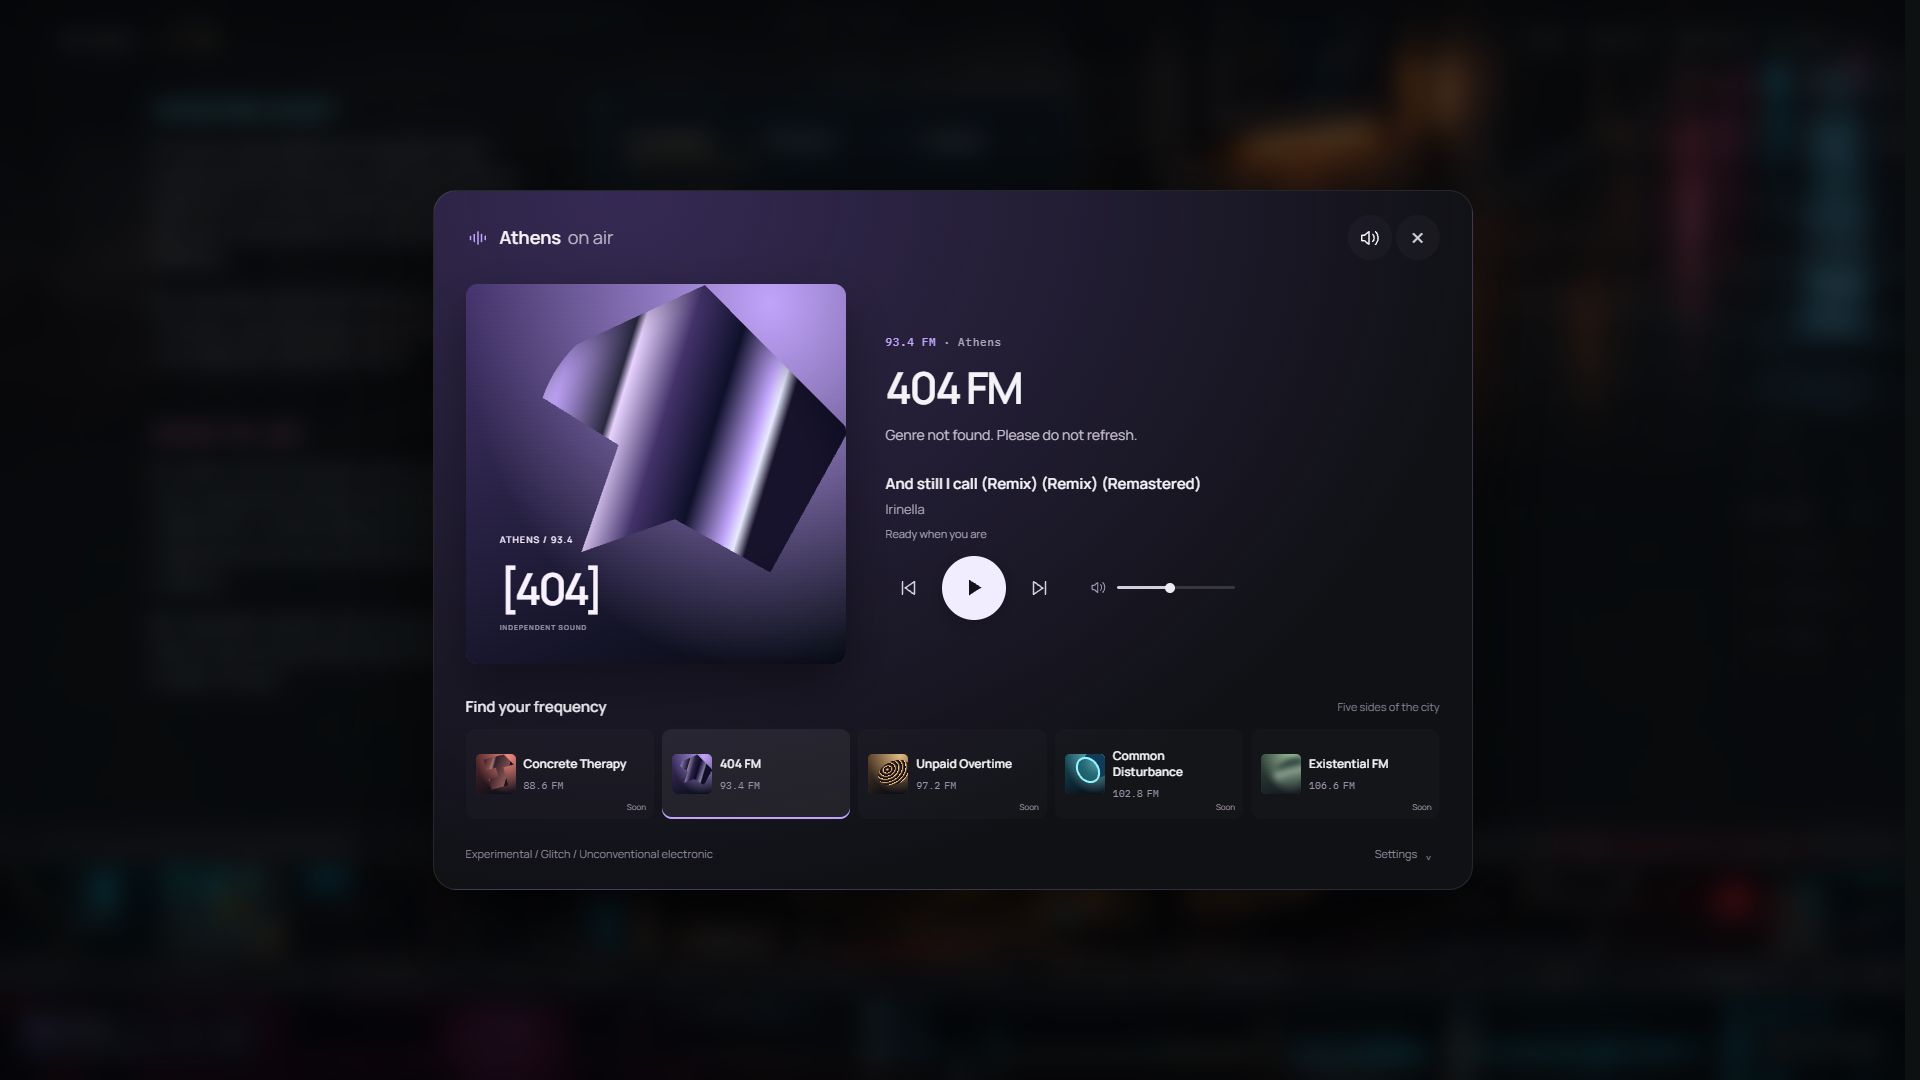 Athens on air
ATHENS / 93.4
[404]
INDEPENDENT SOUND
93.4 FM · Athens
404 FM
Genre not found. Please do not refresh.
And still I call (Remix) (Remix) (Remastered)
Irinella
Ready when you are
Find your frequency
Five sides of the city
Concrete Therapy
88.6 FM
Soon
404 FM
93.4 FM
Unpaid Overtime
97.2 FM
Soon
Common
Disturbance
102.8 FM
Soon
Existential FM
106.6 FM
Soon
Experimental / Glitch / Unconventional electronic
Settings